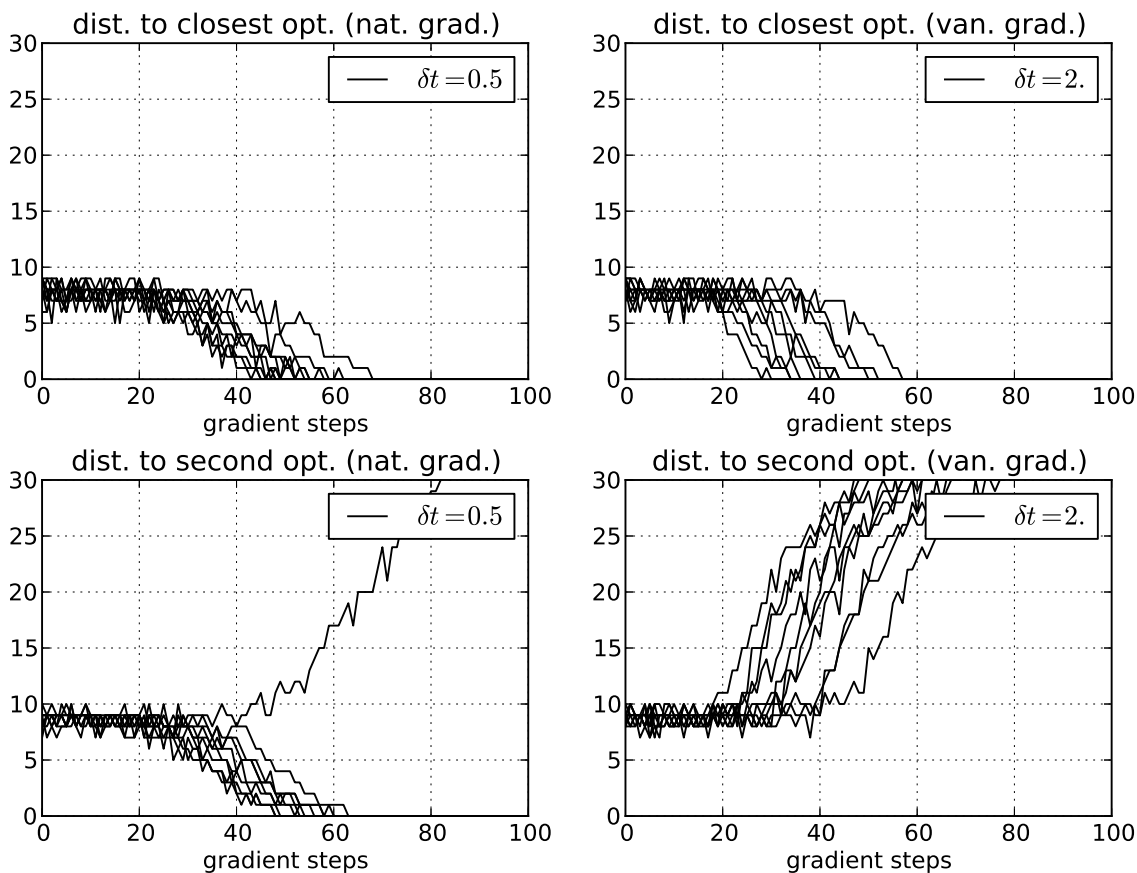 dist. to closest opt. (nat. grad.)
30
25
20
15
10
5
0
δt=0.5
0 20 40 60 80 100
gradient steps
dist. to closest opt. (van. grad.)
30
25
20
15
10
5
0
δt=2.
0 20 40 60 80 100
gradient steps
dist. to second opt. (nat. grad.)
30
25
20
15
10
5
0
δt=0.5
0 20 40 60 80 100
gradient steps
dist. to second opt. (van. grad.)
30
25
20
15
10
5
0
δt=2.
0 20 40 60 80 100
gradient steps